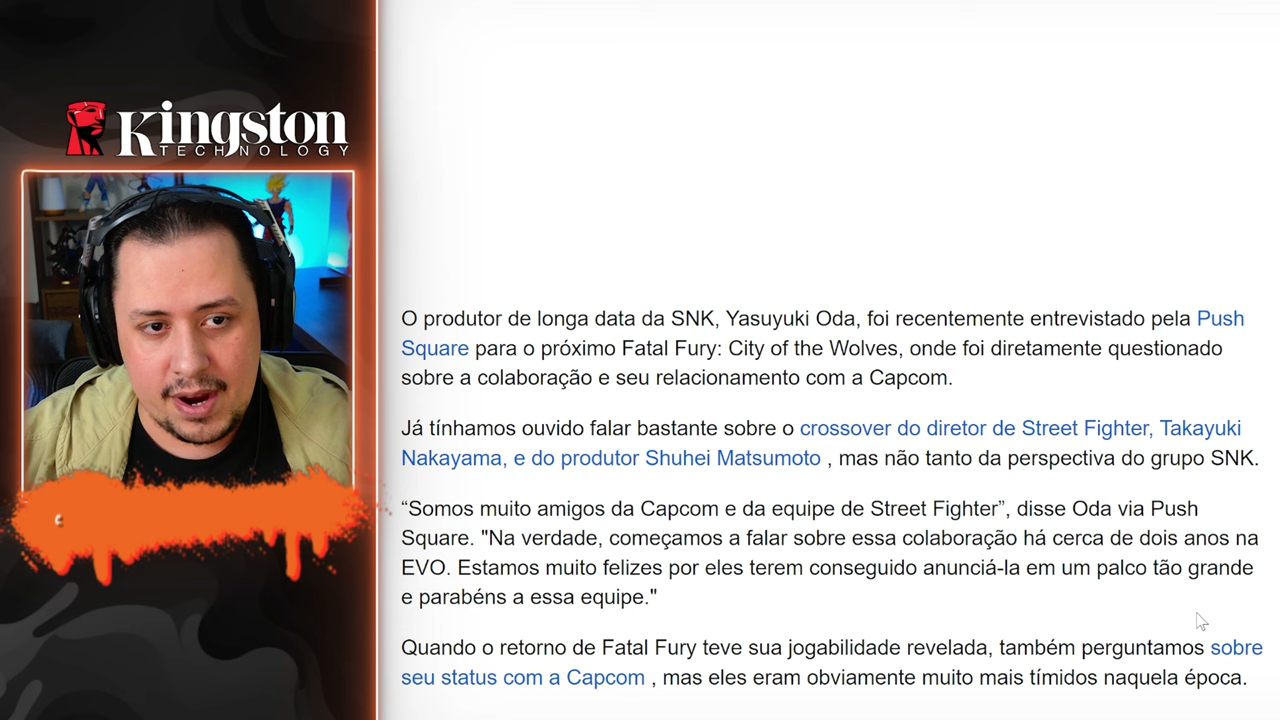 Kingston
TECHNOLOGY
O produtor de longa data da SNK, Yasuyuki Oda, foi recentemente entrevistado pela Push
Square para o próximo Fatal Fury: City of the Wolves, onde foi diretamente questionado
sobre a colaboração e seu relacionamento com a Capcom.
Já tínhamos ouvido falar bastante sobre o crossover do diretor de Street Fighter, Takayuki
Nakayama, e do produtor Shuhei Matsumoto , mas não tanto da perspectiva do grupo SNK.
“Somos muito amigos da Capcom e da equipe de Street Fighter”, disse Oda via Push
Square. "Na verdade, começamos a falar sobre essa colaboração há cerca de dois anos na
EVO. Estamos muito felizes por eles terem conseguido anunciá-la em um palco tão grande
e parabéns a essa equipe."
Quando o retorno de Fatal Fury teve sua jogabilidade revelada, também perguntamos sobre
seu status com a Capcom , mas eles eram obviamente muito mais tímidos naquela época.